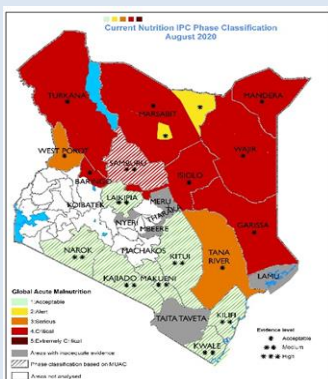 Current Nutrition IPC Phase Classification
August 2020
TURKANA
MARSABIT
MANDERA
WEST POKOT
WAJIR
SAMBURU
BARINGO
ISIOLO
KOIBATEK
LAIKIPIA
MERU
THARAKA
NYERI
MBEERE
GARISSA
NAROK
MACHAROS
KITUI
TANA
RIVER
LAMU
KAJIADO
MAKUENI
TAITA TAVETA
KILIFI
KWALE
Global Acute Malnutrition
1:Acceptable
2:Alert
3:Serious
4:Critical
5:Extremely Critical
Areas with inadequate evidence
Phase classification based on MUAC
Areas not analysed
Evidence level
* Acceptable
** Medium
*** High